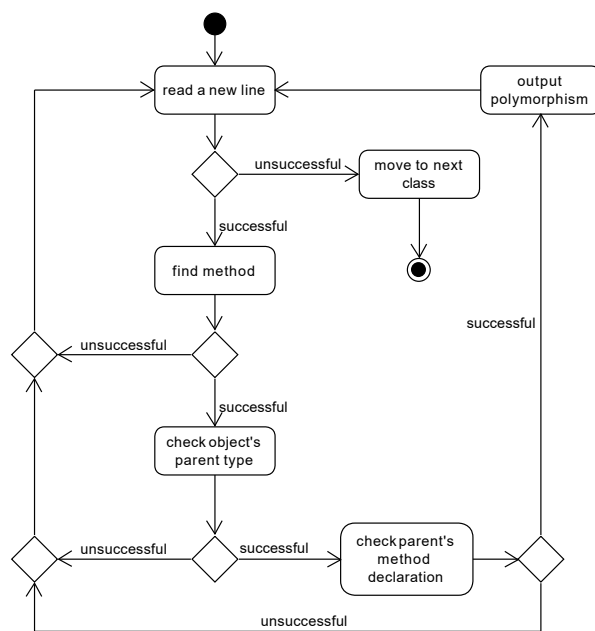 read a new line
output
polymorphism
unsuccessful
move to next
class
successful
find method
successful
unsuccessful
successful
check object's
parent type
unsuccessful
successful
check parent's
method
declaration
unsuccessful